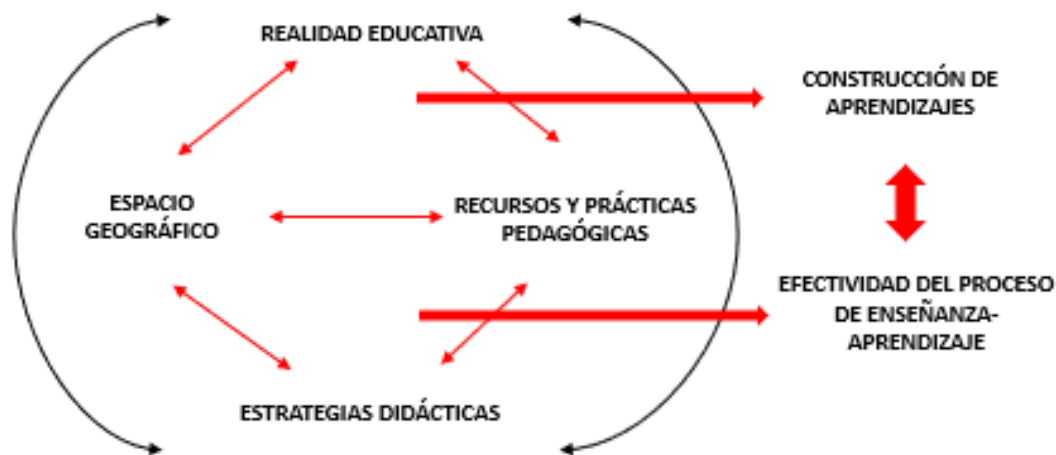 REALIDAD EDUCATIVA
CONSTRUCCIÓN DE
APRENDIZAJES
ESPACIO
GEOGRÁFICO
RECURSOS Y PRÁCTICAS
PEDAGÓGICAS
EFECTIVIDAD DEL PROCESO
DE ENSEÑANZA-
APRENDIZAJE
ESTRATEGIAS DIDÁCTICAS